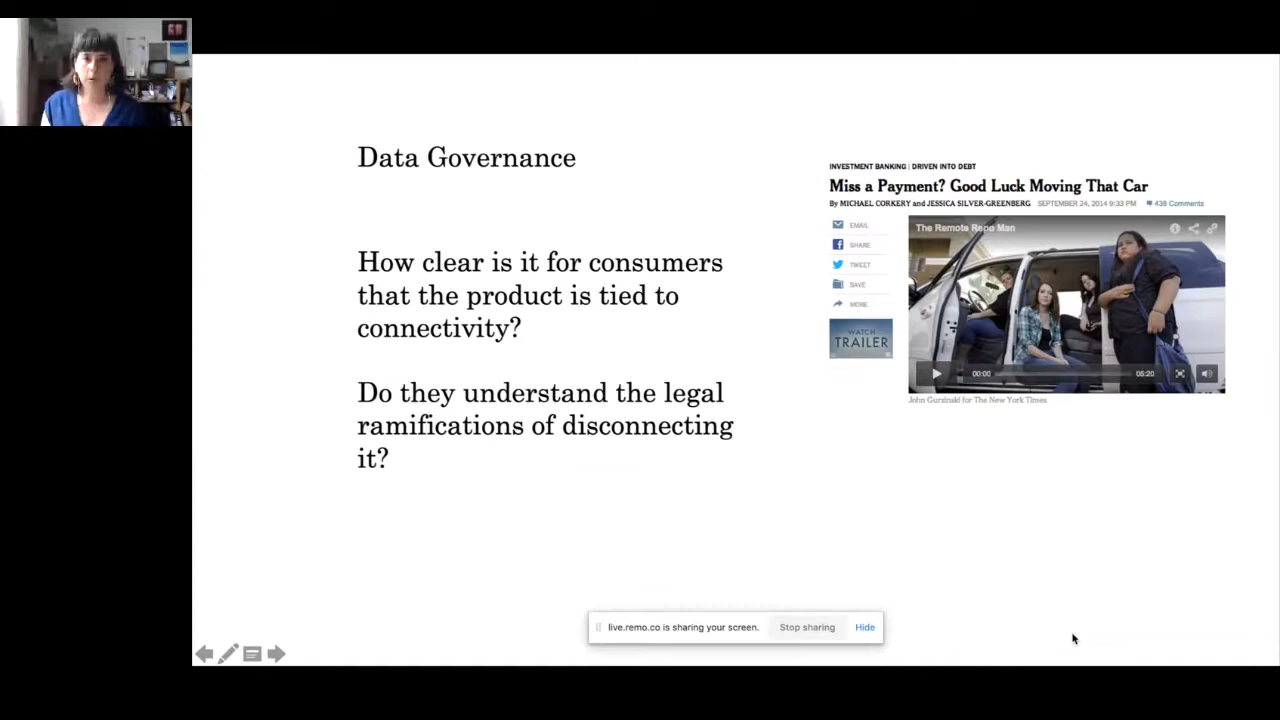 Data Governance
How clear is it for consumers
that the product is tied to
connectivity?
Do they understand the legal
ramifications of disconnecting
it?
INVESTMENT BANKING | DRIVEN INTO DEBT
Miss a Payment? Good Luck Moving That Car
By MICHAEL CORKERY and JESSICA SILVER-GREENBERG SEPTEMBER 24, 2014 9:33 PM 438 Comments
EMAIL
SHARE
TWEET
SAVE
MORE
WATCH
TRAILER
The Remote Repo Man
00:00 05:20
John Gurzinski for The New York Times
live.remo.co is sharing your screen. Stop sharing Hide